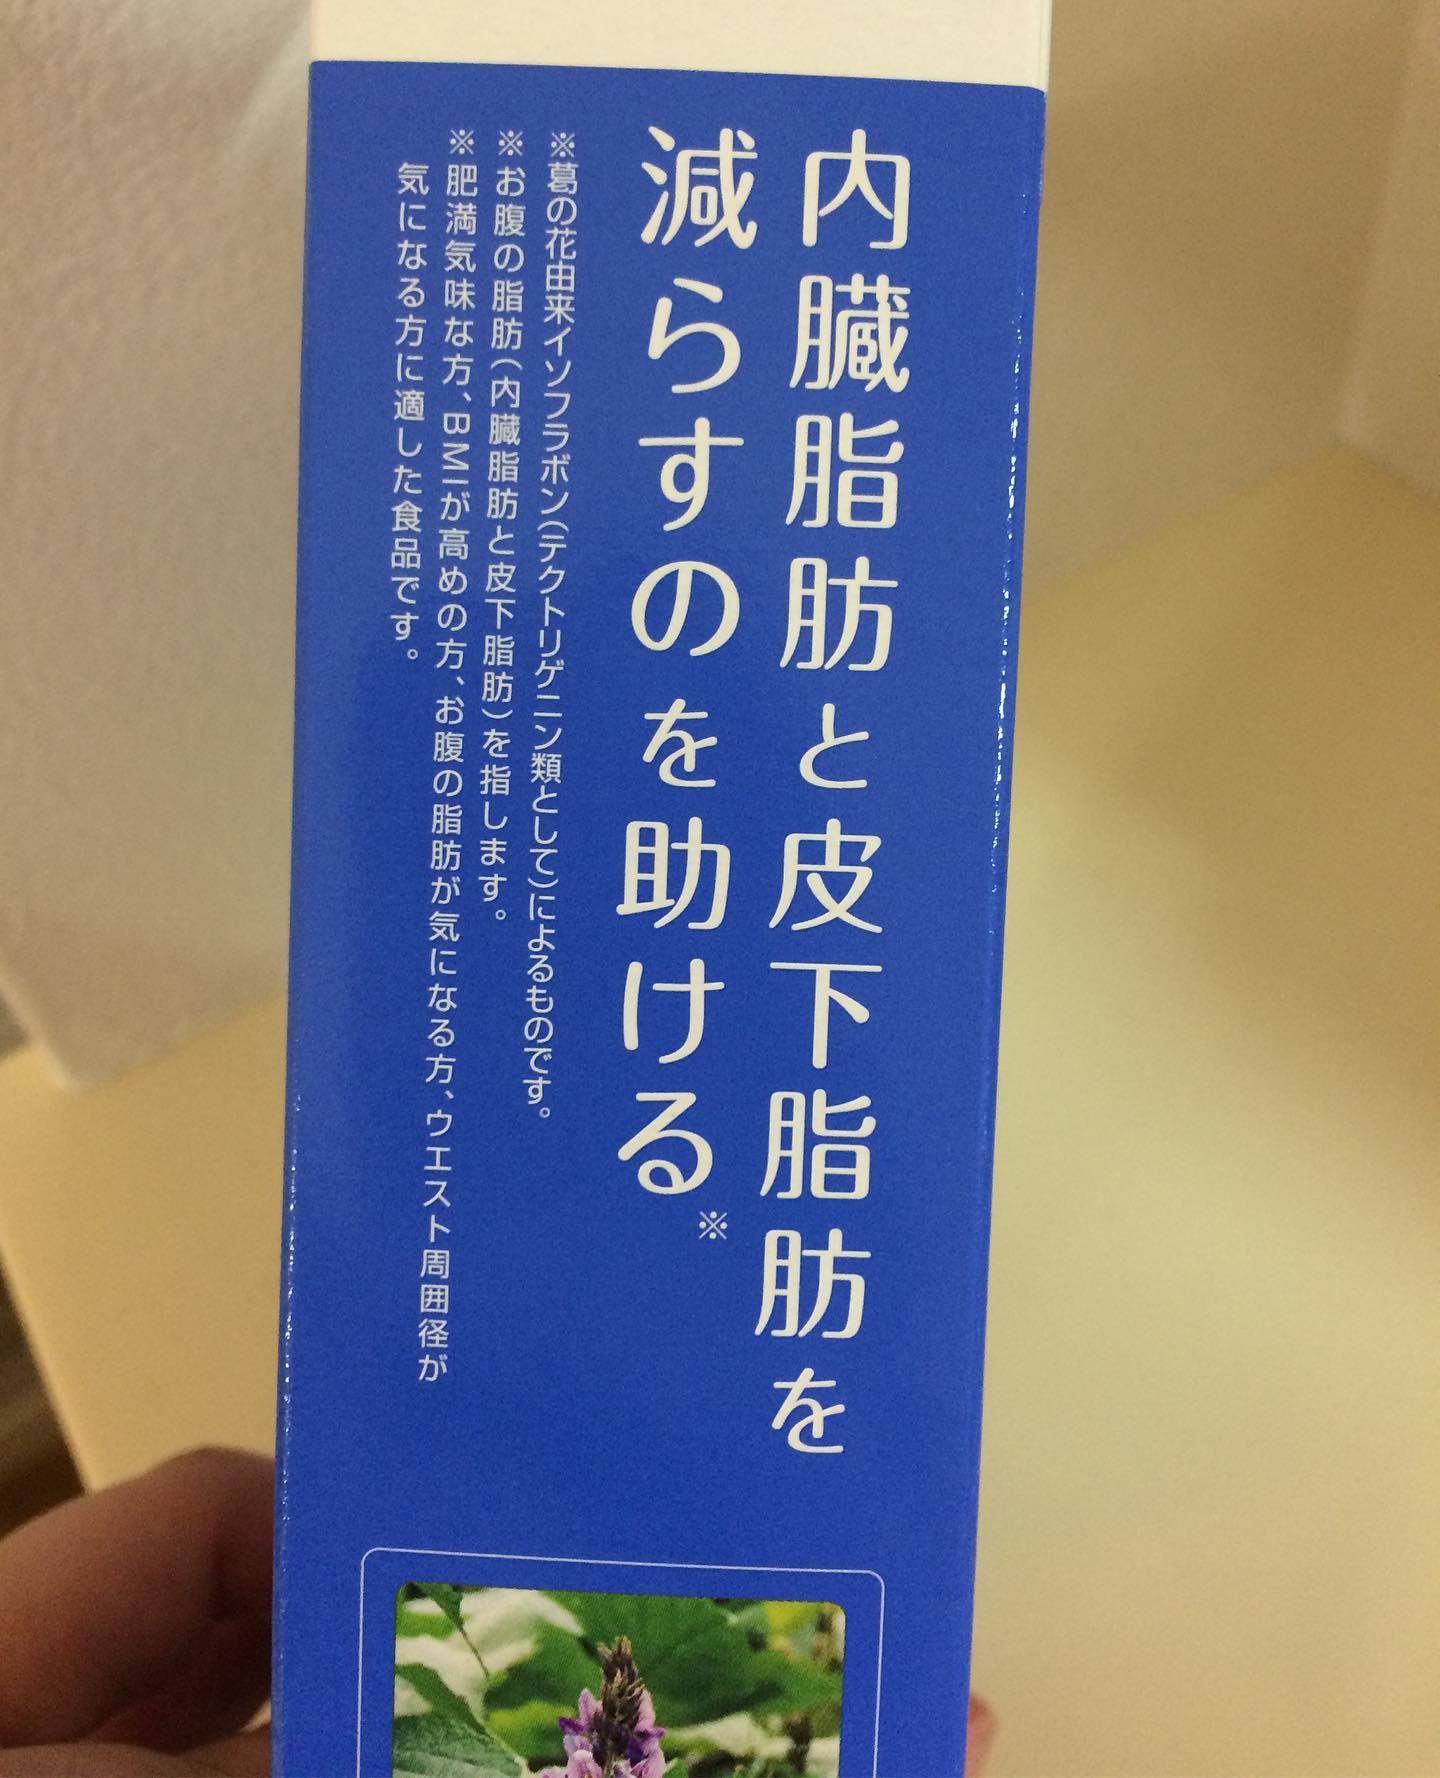 内臓脂肪と皮下脂肪を
減らすのを助ける※
※葛の花由来イソフラボン(テクトリゲニン類として)によるものです。
※お腹の脂肪(内臓脂肪と皮下脂肪)を指します。
※肥満気味な方、BMIが高めの方、お腹の脂肪が気になる方、ウエスト周囲径が
気になる方に適した食品です。